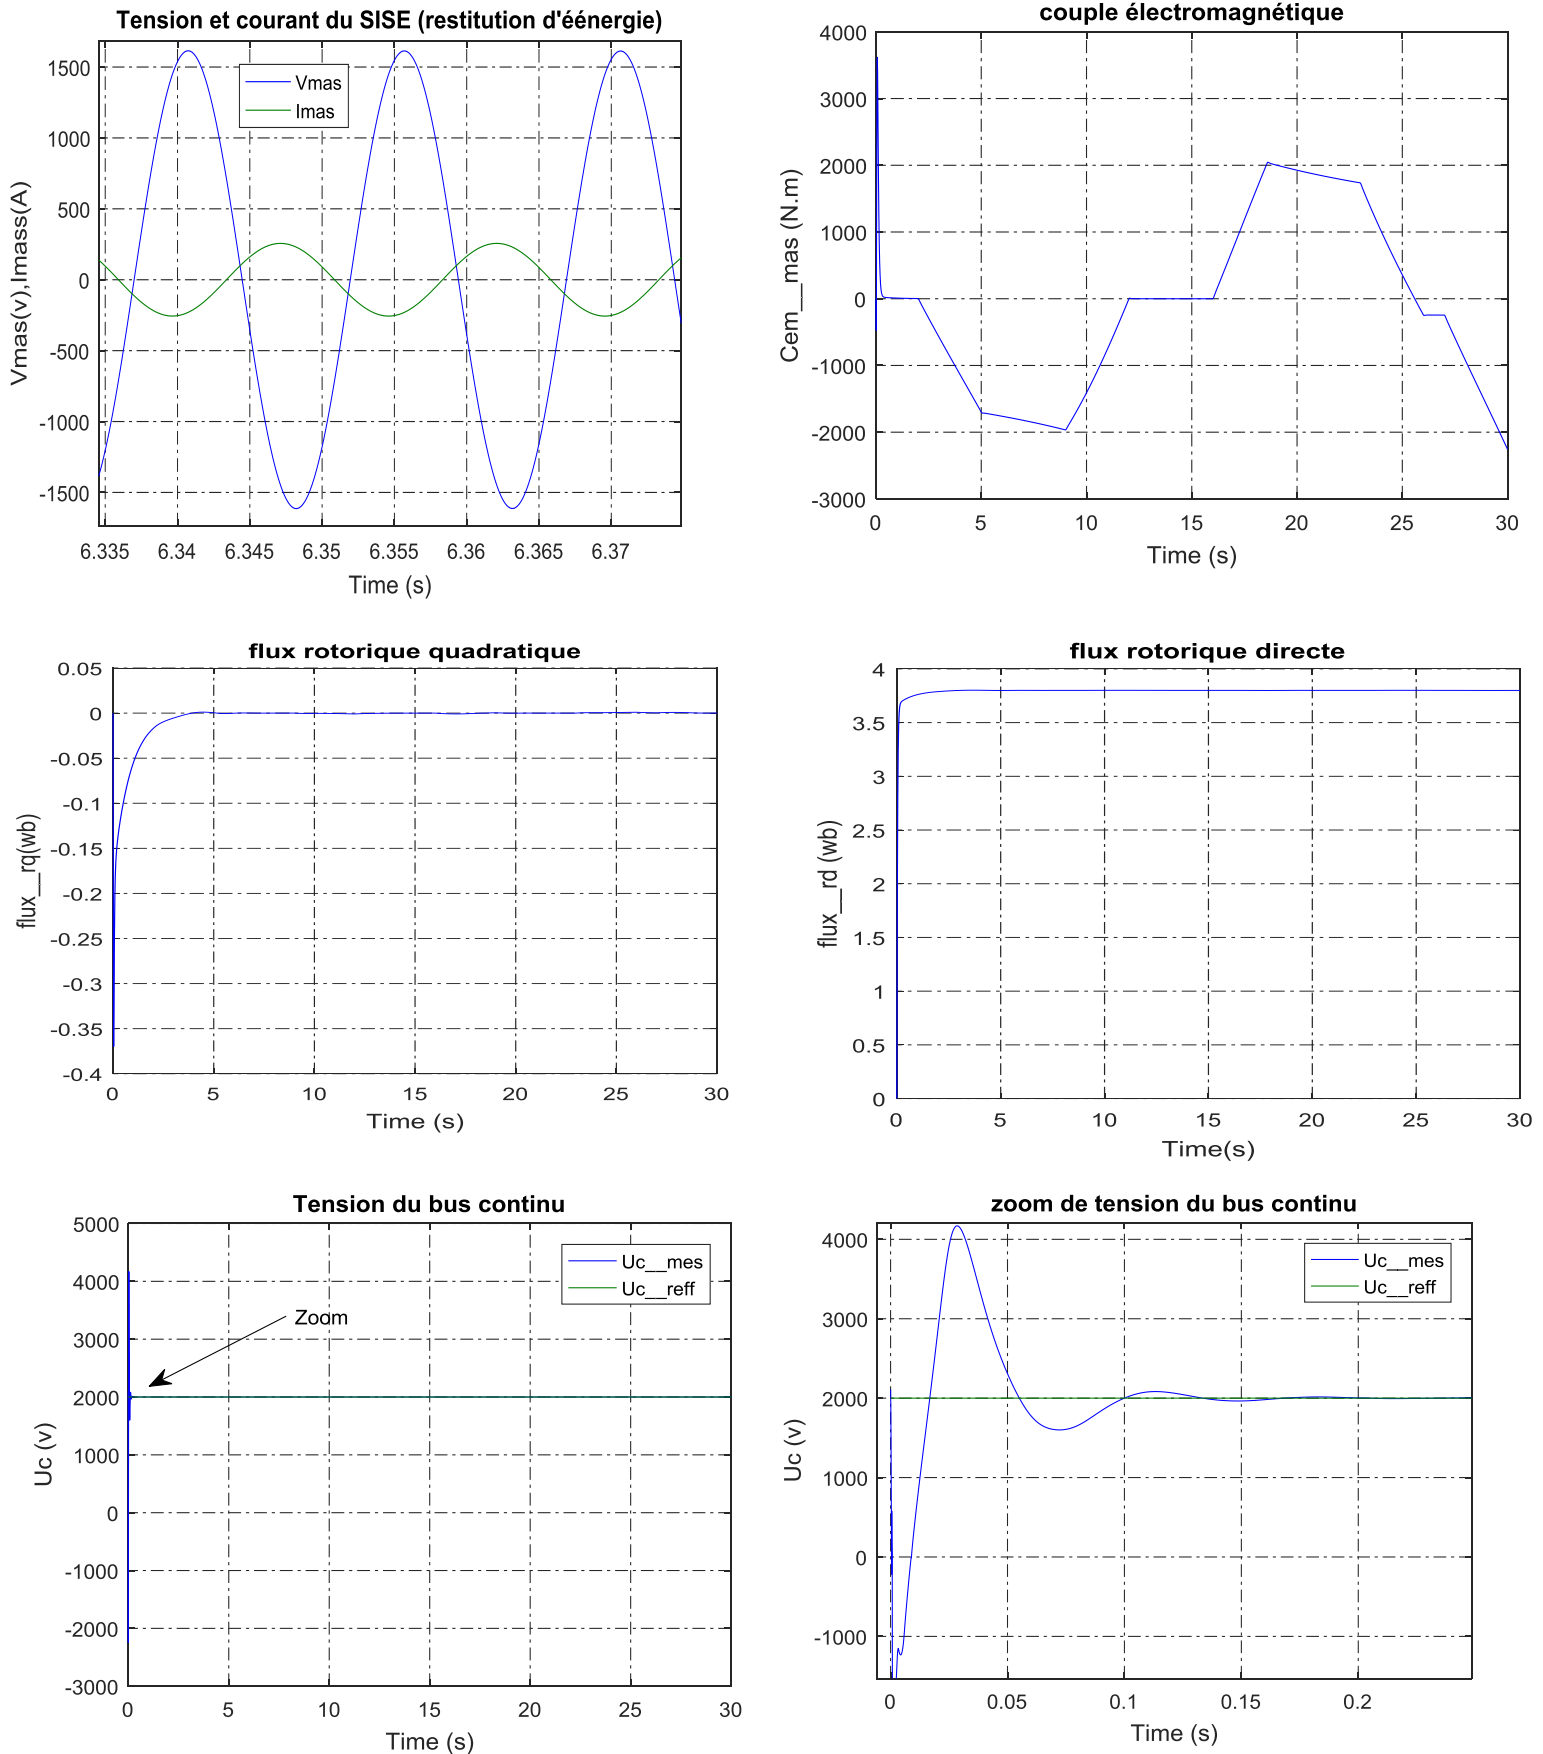 Tension et courant du SISE (restitution d'éénergie)
Vmas(v),Imass(A)
1500
1000
500
0
-500
-1000
-1500
Vmas
Imas
6.335 6.34 6.345 6.35 6.355 6.36 6.365 6.37
Time (s)
couple électromagnétique
Cem__mas (N.m)
4000
3000
2000
1000
0
-1000
-2000
-3000
0 5 10 15 20 25 30
Time (s)
flux rotorique quadratique
flux__rq(wb)
0.05
0
-0.05
-0.1
-0.15
-0.2
-0.25
-0.3
-0.35
-0.4
0 5 10 15 20 25 30
Time (s)
flux rotorique directe
flux__rd (wb)
4
3.5
3
2.5
2
1.5
1
0.5
0
0 5 10 15 20 25 30
Time(s)
Tension du bus continu
Uc (v)
5000
4000
3000
2000
1000
0
-1000
-2000
-3000
Uc__mes
Uc__reff
Zoom
0 5 10 15 20 25 30
Time (s)
zoom de tension du bus continu
Uc (v)
4000
3000
2000
1000
0
-1000
Uc__mes
Uc__reff
0 0.05 0.1 0.15 0.2
Time (s)